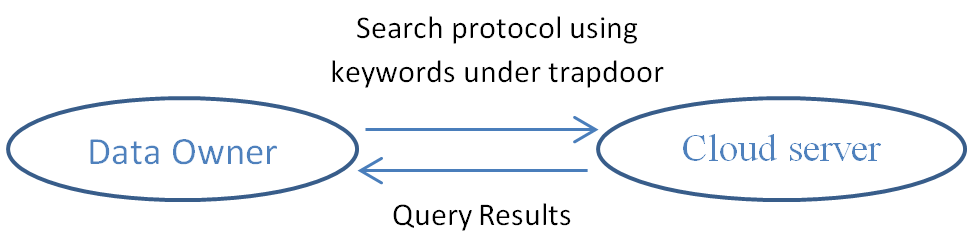 Search protocol using
keywords under trapdoor
Data Owner
Cloud server
Query Results